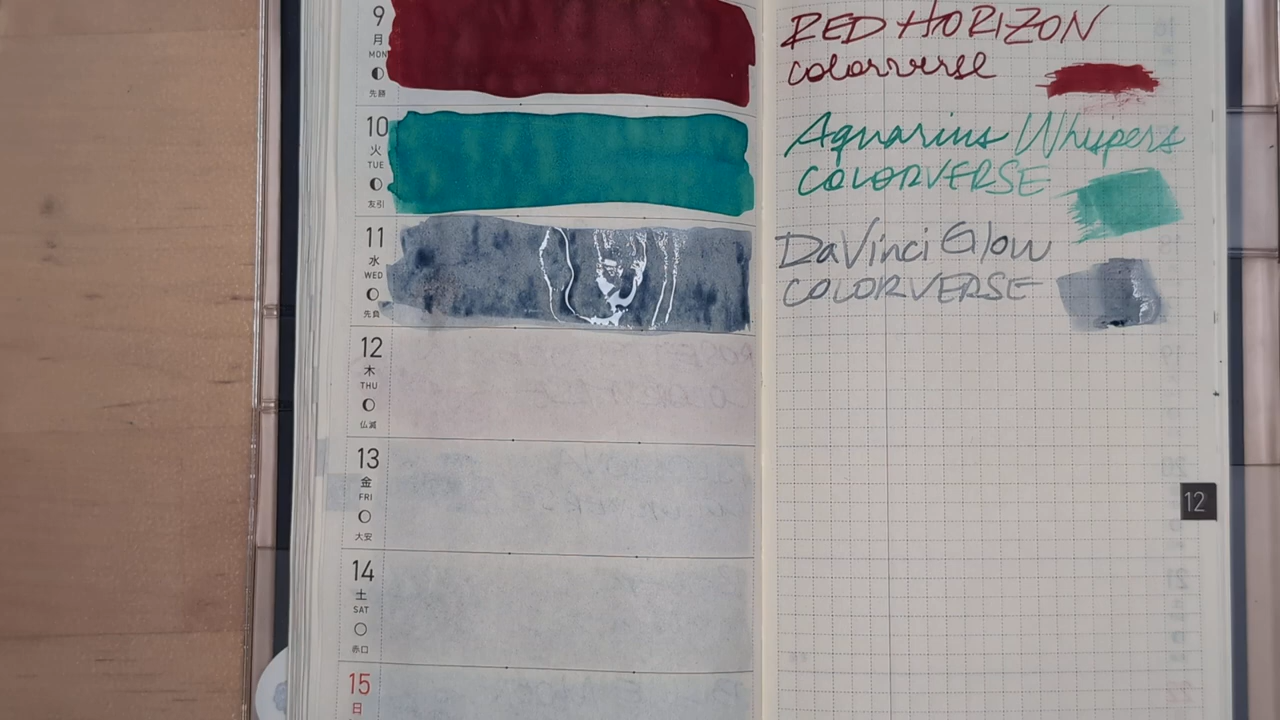 9
月
MON
先勝
RED HORIZON
colorverse
10
火
TUE
友引
Aquarius Whispers
COLORVERSE
11
水
WED
先負
DaVinci Glow
COLORVERSE
12
木
THU
仏滅
13
金
FRI
大安
14
土
SAT
赤口
15
日
12